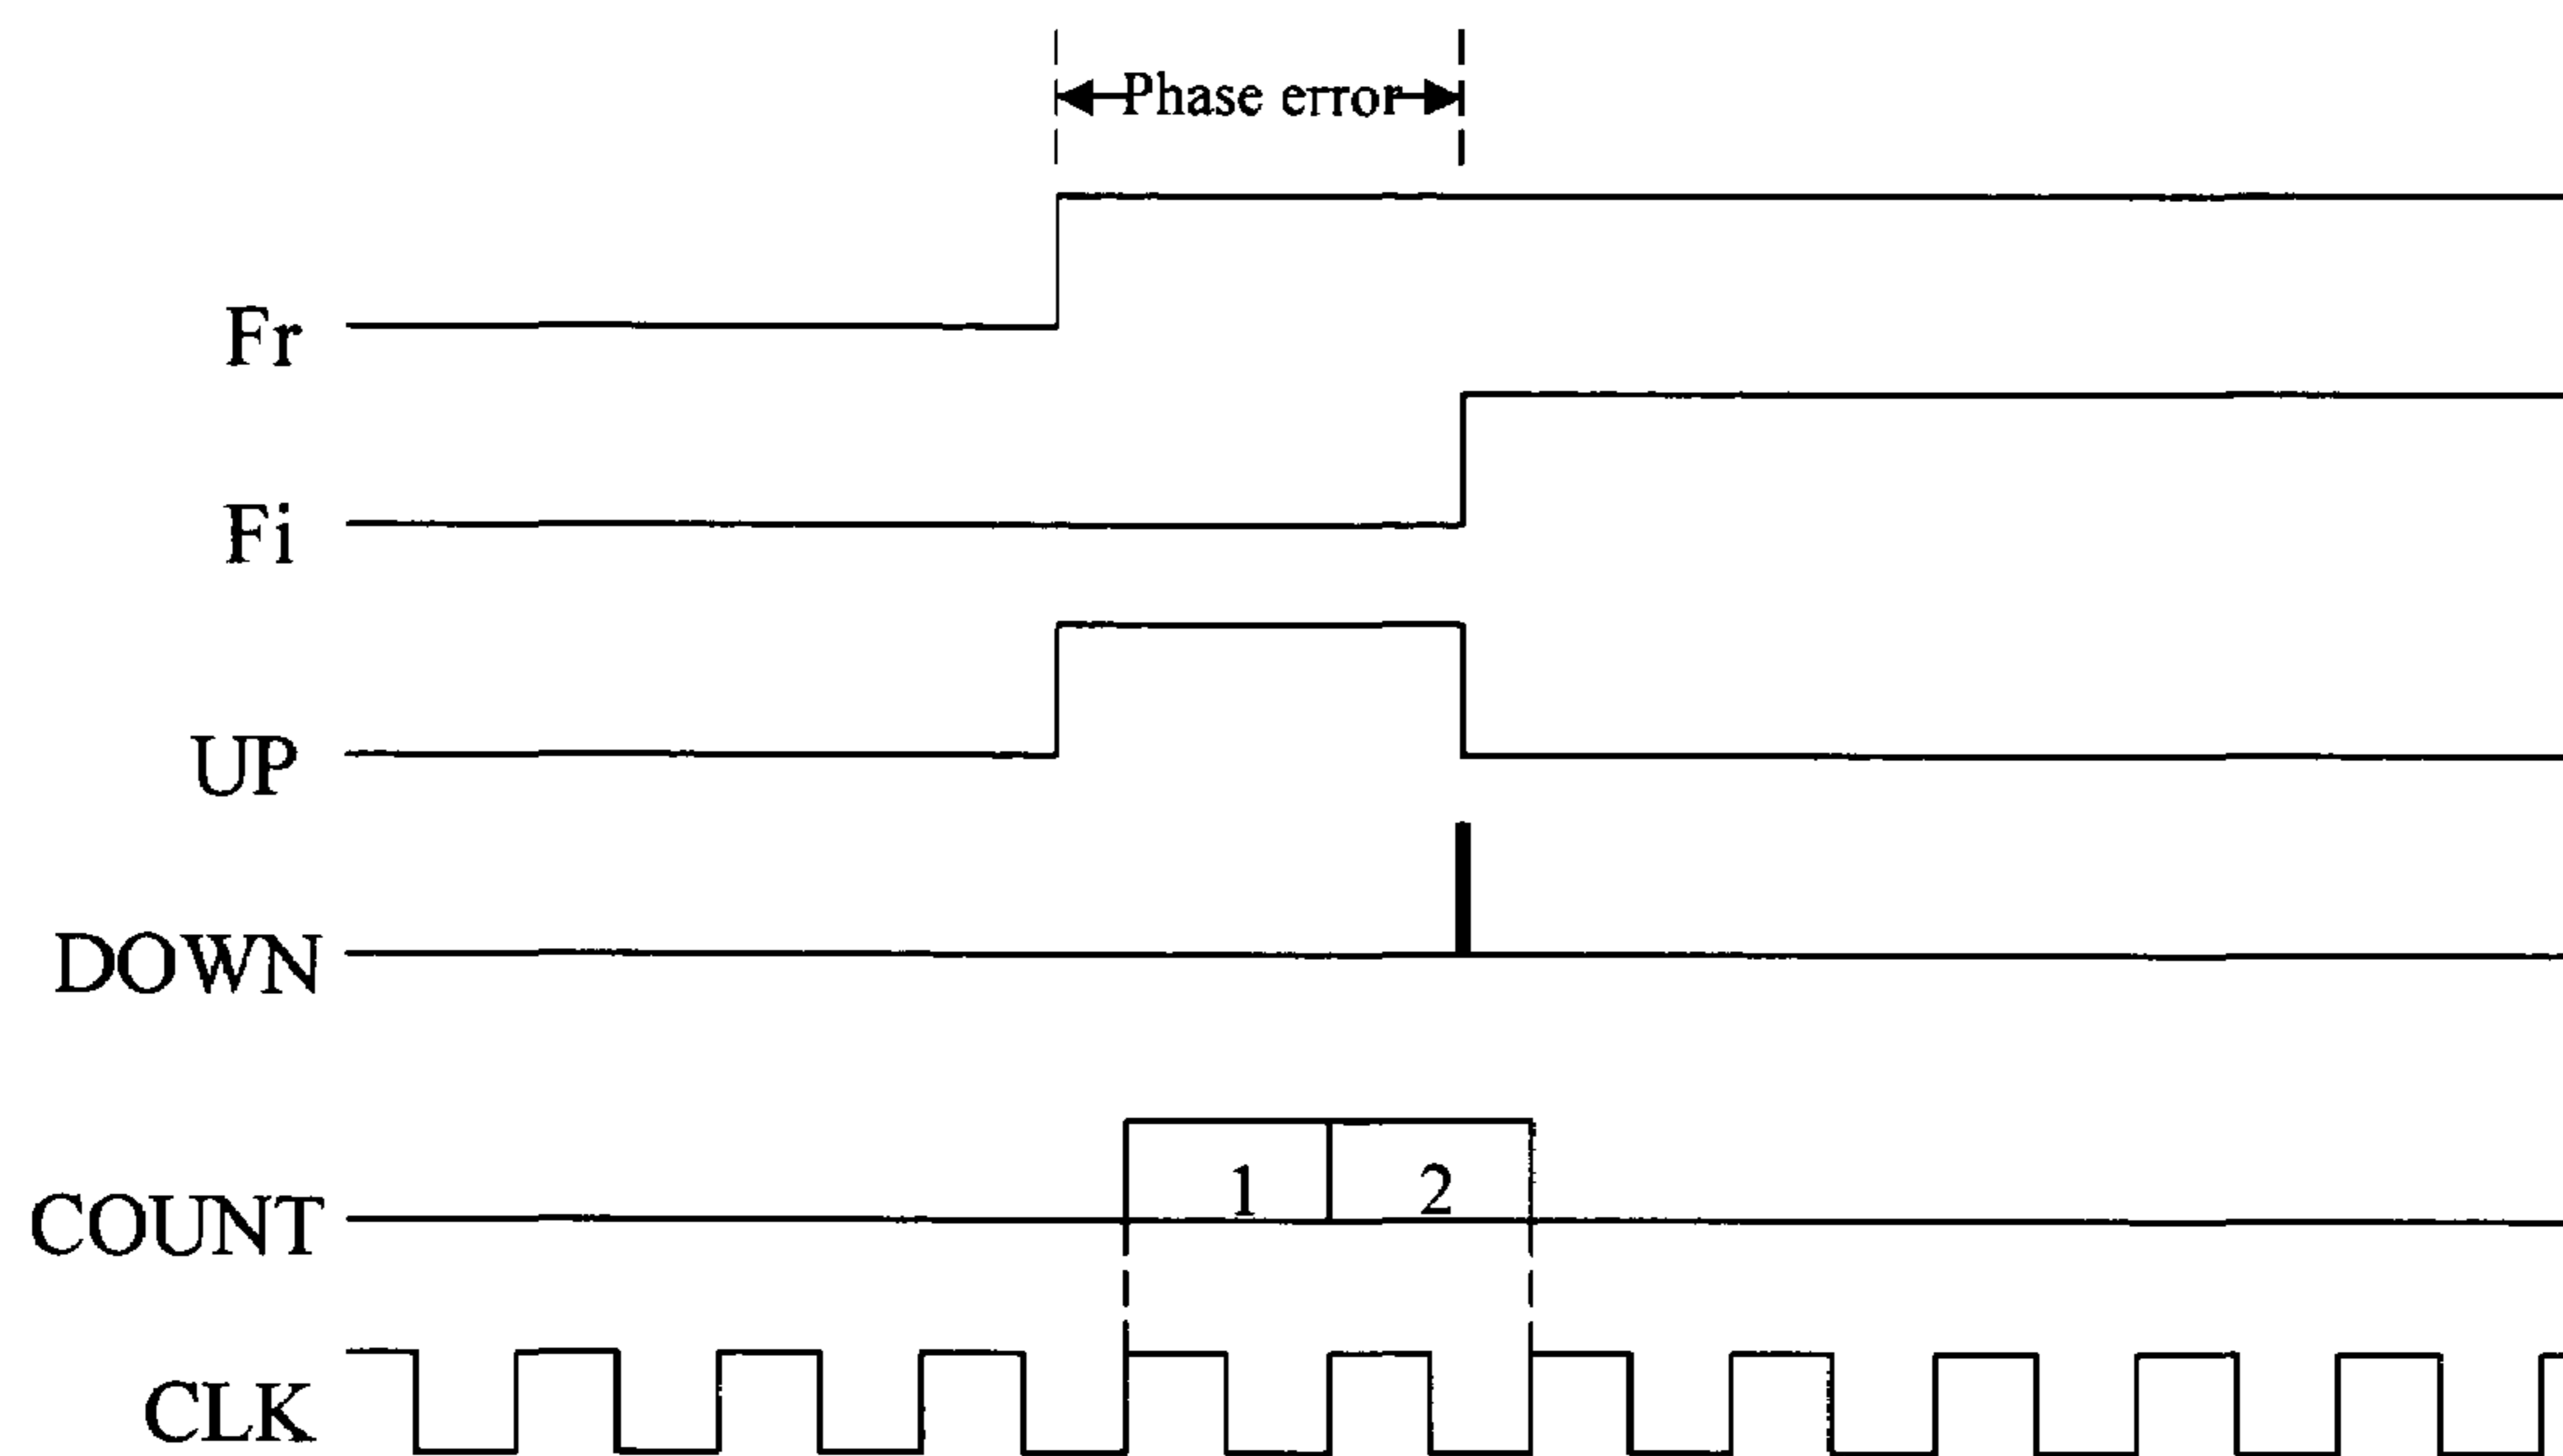 Phase error
Fr
Fi
UP
DOWN
COUNT 1 2
CLK